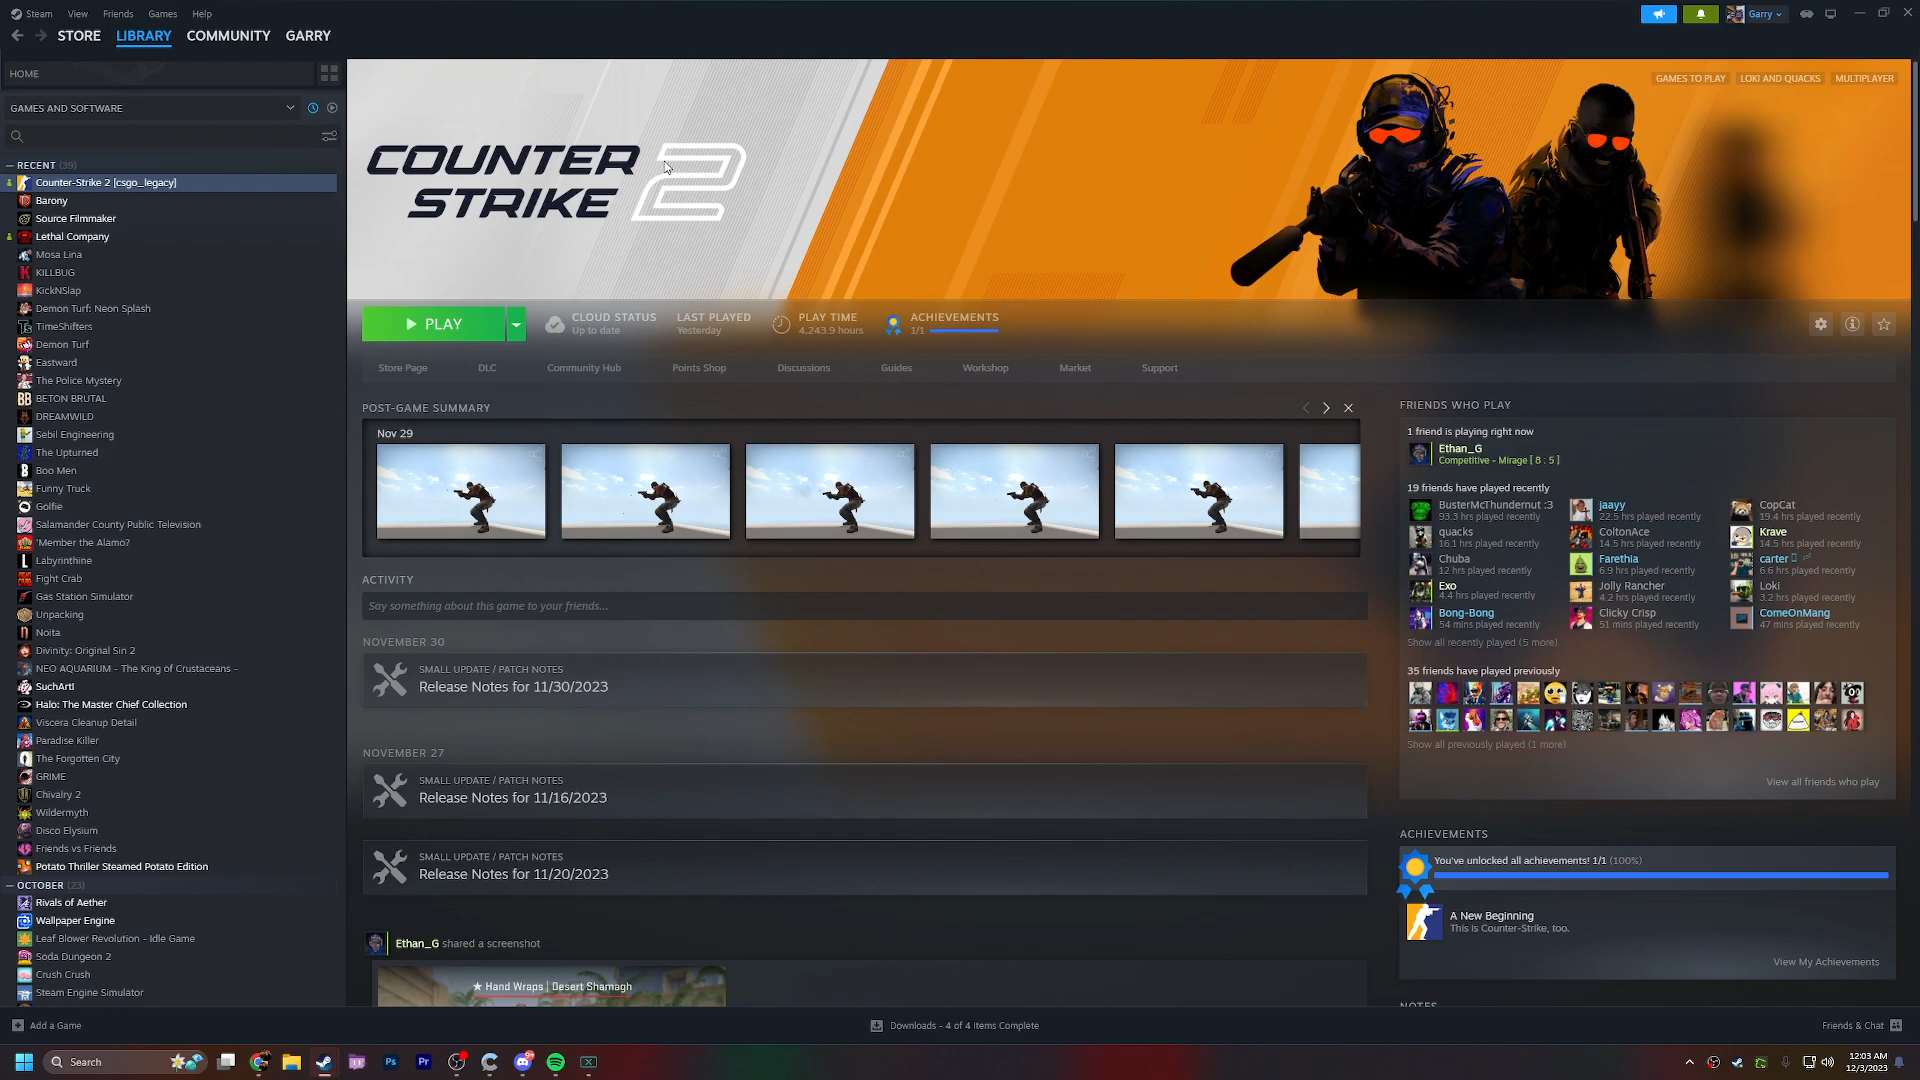 Steam View Friends Games Help
Garry
STORE LIBRARY COMMUNITY GARRY
HOME
GAMES AND SOFTWARE
RECENT (39)
Counter-Strike 2 [csgo_legacy]
Barony
Source Filmmaker
Lethal Company
Mosa Lina
KILLBUG
KickNSlap
Demon Turf: Neon Splash
TimeShifters
Demon Turf
Eastward
The Police Mystery
BETON BRUTAL
DREAMWILD
Sebil Engineering
The Upturned
Boo Men
Funny Truck
Golfie
Salamander County Public Television
'Member the Alamo?
Labyrinthine
Fight Crab
Gas Station Simulator
Unpacking
Noita
Divinity: Original Sin 2
NEO AQUARIUM - The King of Crustaceans -
SuchArt!
Halo: The Master Chief Collection
Viscera Cleanup Detail
Paradise Killer
The Forgotten City
GRIME
Chivalry 2
Wildermyth
Disco Elysium
Friends vs Friends
Potato Thriller Steamed Potato Edition
OCTOBER (23)
Rivals of Aether
Wallpaper Engine
Leaf Blower Revolution - Idle Game
Soda Dungeon 2
Crush Crush
Steam Engine Simulator
Add a Game
GAMES TO PLAY LOKI AND QUACKS MULTIPLAYER
COUNTER
STRIKE 2
PLAY
CLOUD STATUS
Up to date
LAST PLAYED
Yesterday
PLAY TIME
4,243.9 hours
ACHIEVEMENTS
1/1
Store Page DLC Community Hub Points Shop Discussions Guides Workshop Market Support
POST-GAME SUMMARY
Nov 29
ACTIVITY
Say something about this game to your friends...
NOVEMBER 30
SMALL UPDATE / PATCH NOTES
Release Notes for 11/30/2023
NOVEMBER 27
SMALL UPDATE / PATCH NOTES
Release Notes for 11/16/2023
SMALL UPDATE / PATCH NOTES
Release Notes for 11/20/2023
Ethan_G shared a screenshot
★ Hand Wraps | Desert Shamagh
FRIENDS WHO PLAY
1 friend is playing right now
Ethan_G
Competitive - Mirage [ 8 : 5 ]
19 friends have played recently
BusterMcThundernut :3
93.3 hrs played recently
jaayy
22.5 hrs played recently
CopCat
19.4 hrs played recently
quacks
16.1 hrs played recently
ColtonAce
14.5 hrs played recently
Krave
14.5 hrs played recently
Chuba
12 hrs played recently
Farethia
6.9 hrs played recently
carter
6.6 hrs played recently
Exo
4.4 hrs played recently
Jolly Rancher
4.2 hrs played recently
Loki
3.2 hrs played recently
Bong-Bong
54 mins played recently
Clicky Crisp
51 mins played recently
ComeOnMang
47 mins played recently
Show all recently played (5 more)
35 friends have played previously
Show all previously played (1 more)
View all friends who play
ACHIEVEMENTS
You've unlocked all achievements! 1/1 (100%)
A New Beginning
This is Counter-Strike, too.
View My Achievements
NOTES
Downloads - 4 of 4 Items Complete
Friends & Chat
Search
Ps
Pr
12:03 AM
12/3/2023